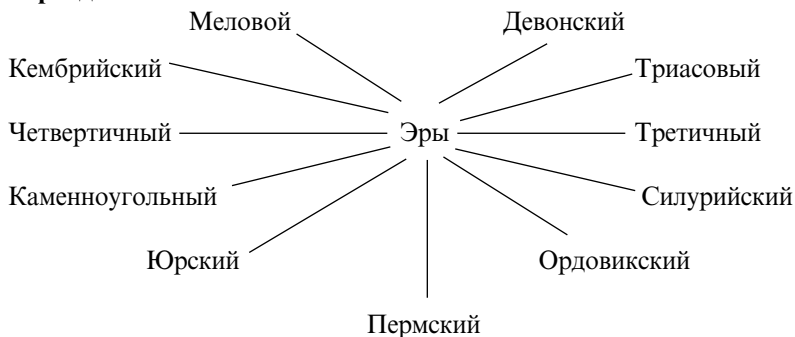 Меловой Девонский
Кембрийский Триасовый
Четвертичный Эры Третичный
Каменноугольный Силурийский
Юрский Ордовикский
Пермский